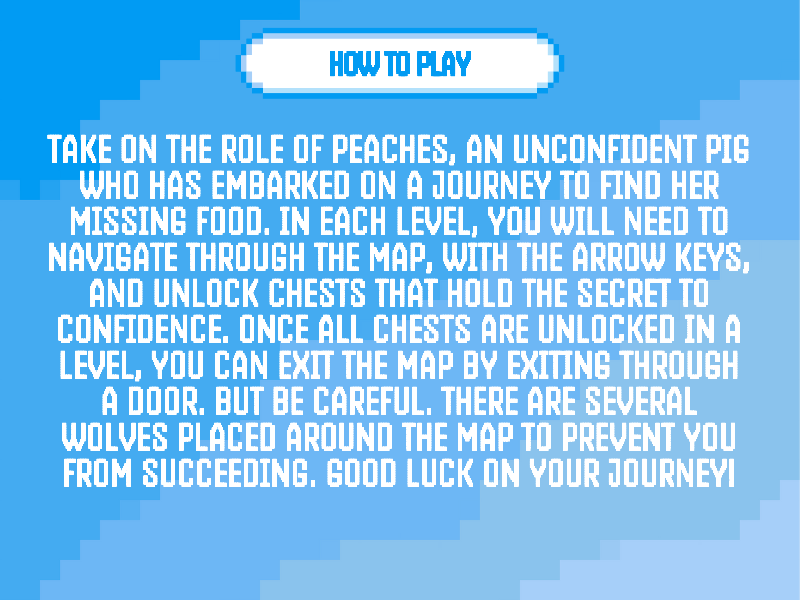 HOW TO PLAY
TAKE ON THE ROLE OF PEACHES, AN UNCONFIDENT PIG
WHO HAS EMBARKED ON A JOURNEY TO FIND HER
MISSING FOOD. IN EACH LEVEL, YOU WILL NEED TO
NAVIGATE THROUGH THE MAP, WITH THE ARROW KEYS,
AND UNLOCK CHESTS THAT HOLD THE SECRET TO
CONFIDENCE. ONCE ALL CHESTS ARE UNLOCKED IN A
LEVEL, YOU CAN EXIT THE MAP BY EXITING THROUGH
A DOOR. BUT BE CAREFUL. THERE ARE SEVERAL
WOLVES PLACED AROUND THE MAP TO PREVENT YOU
FROM SUCCEEDING. GOOD LUCK ON YOUR JOURNEY!